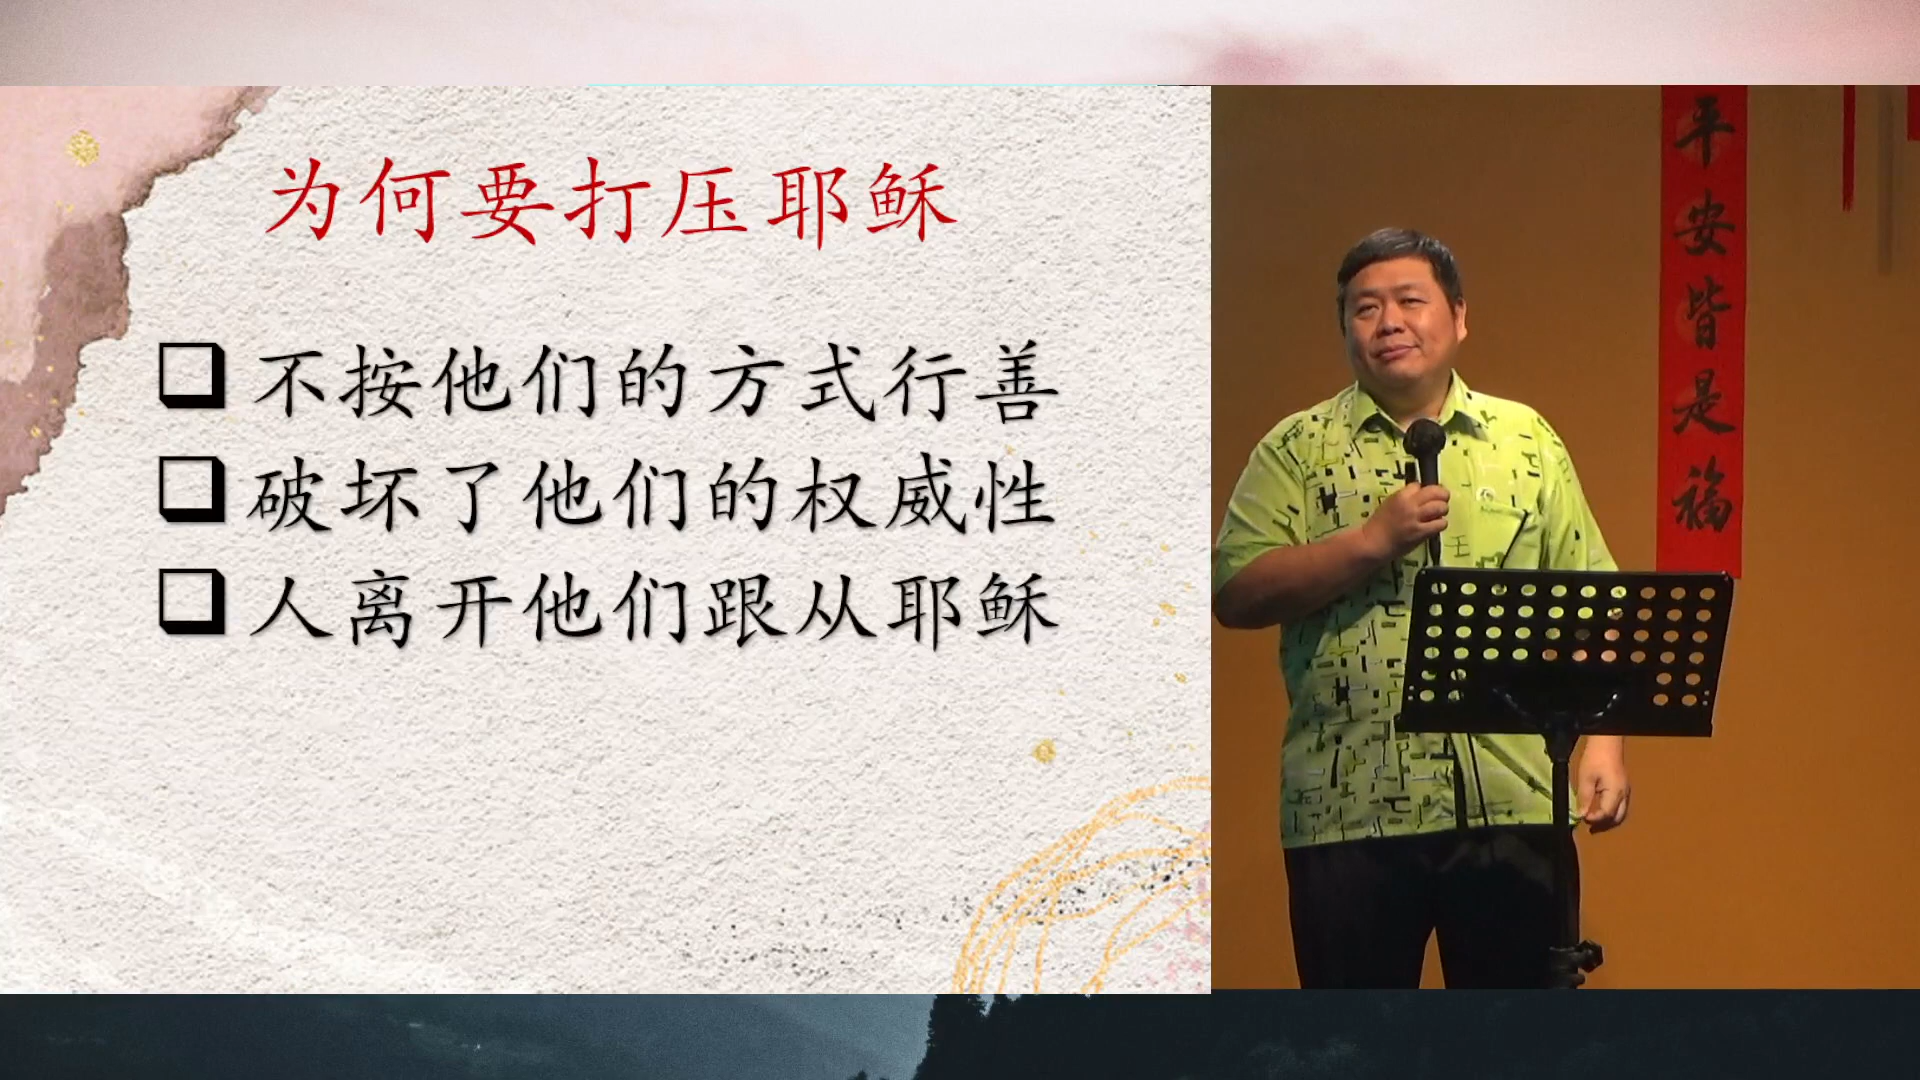 为何要打压耶稣
不按他们的方式行善
破坏了他们的权威性
人离开他们跟从耶稣
平安皆是福